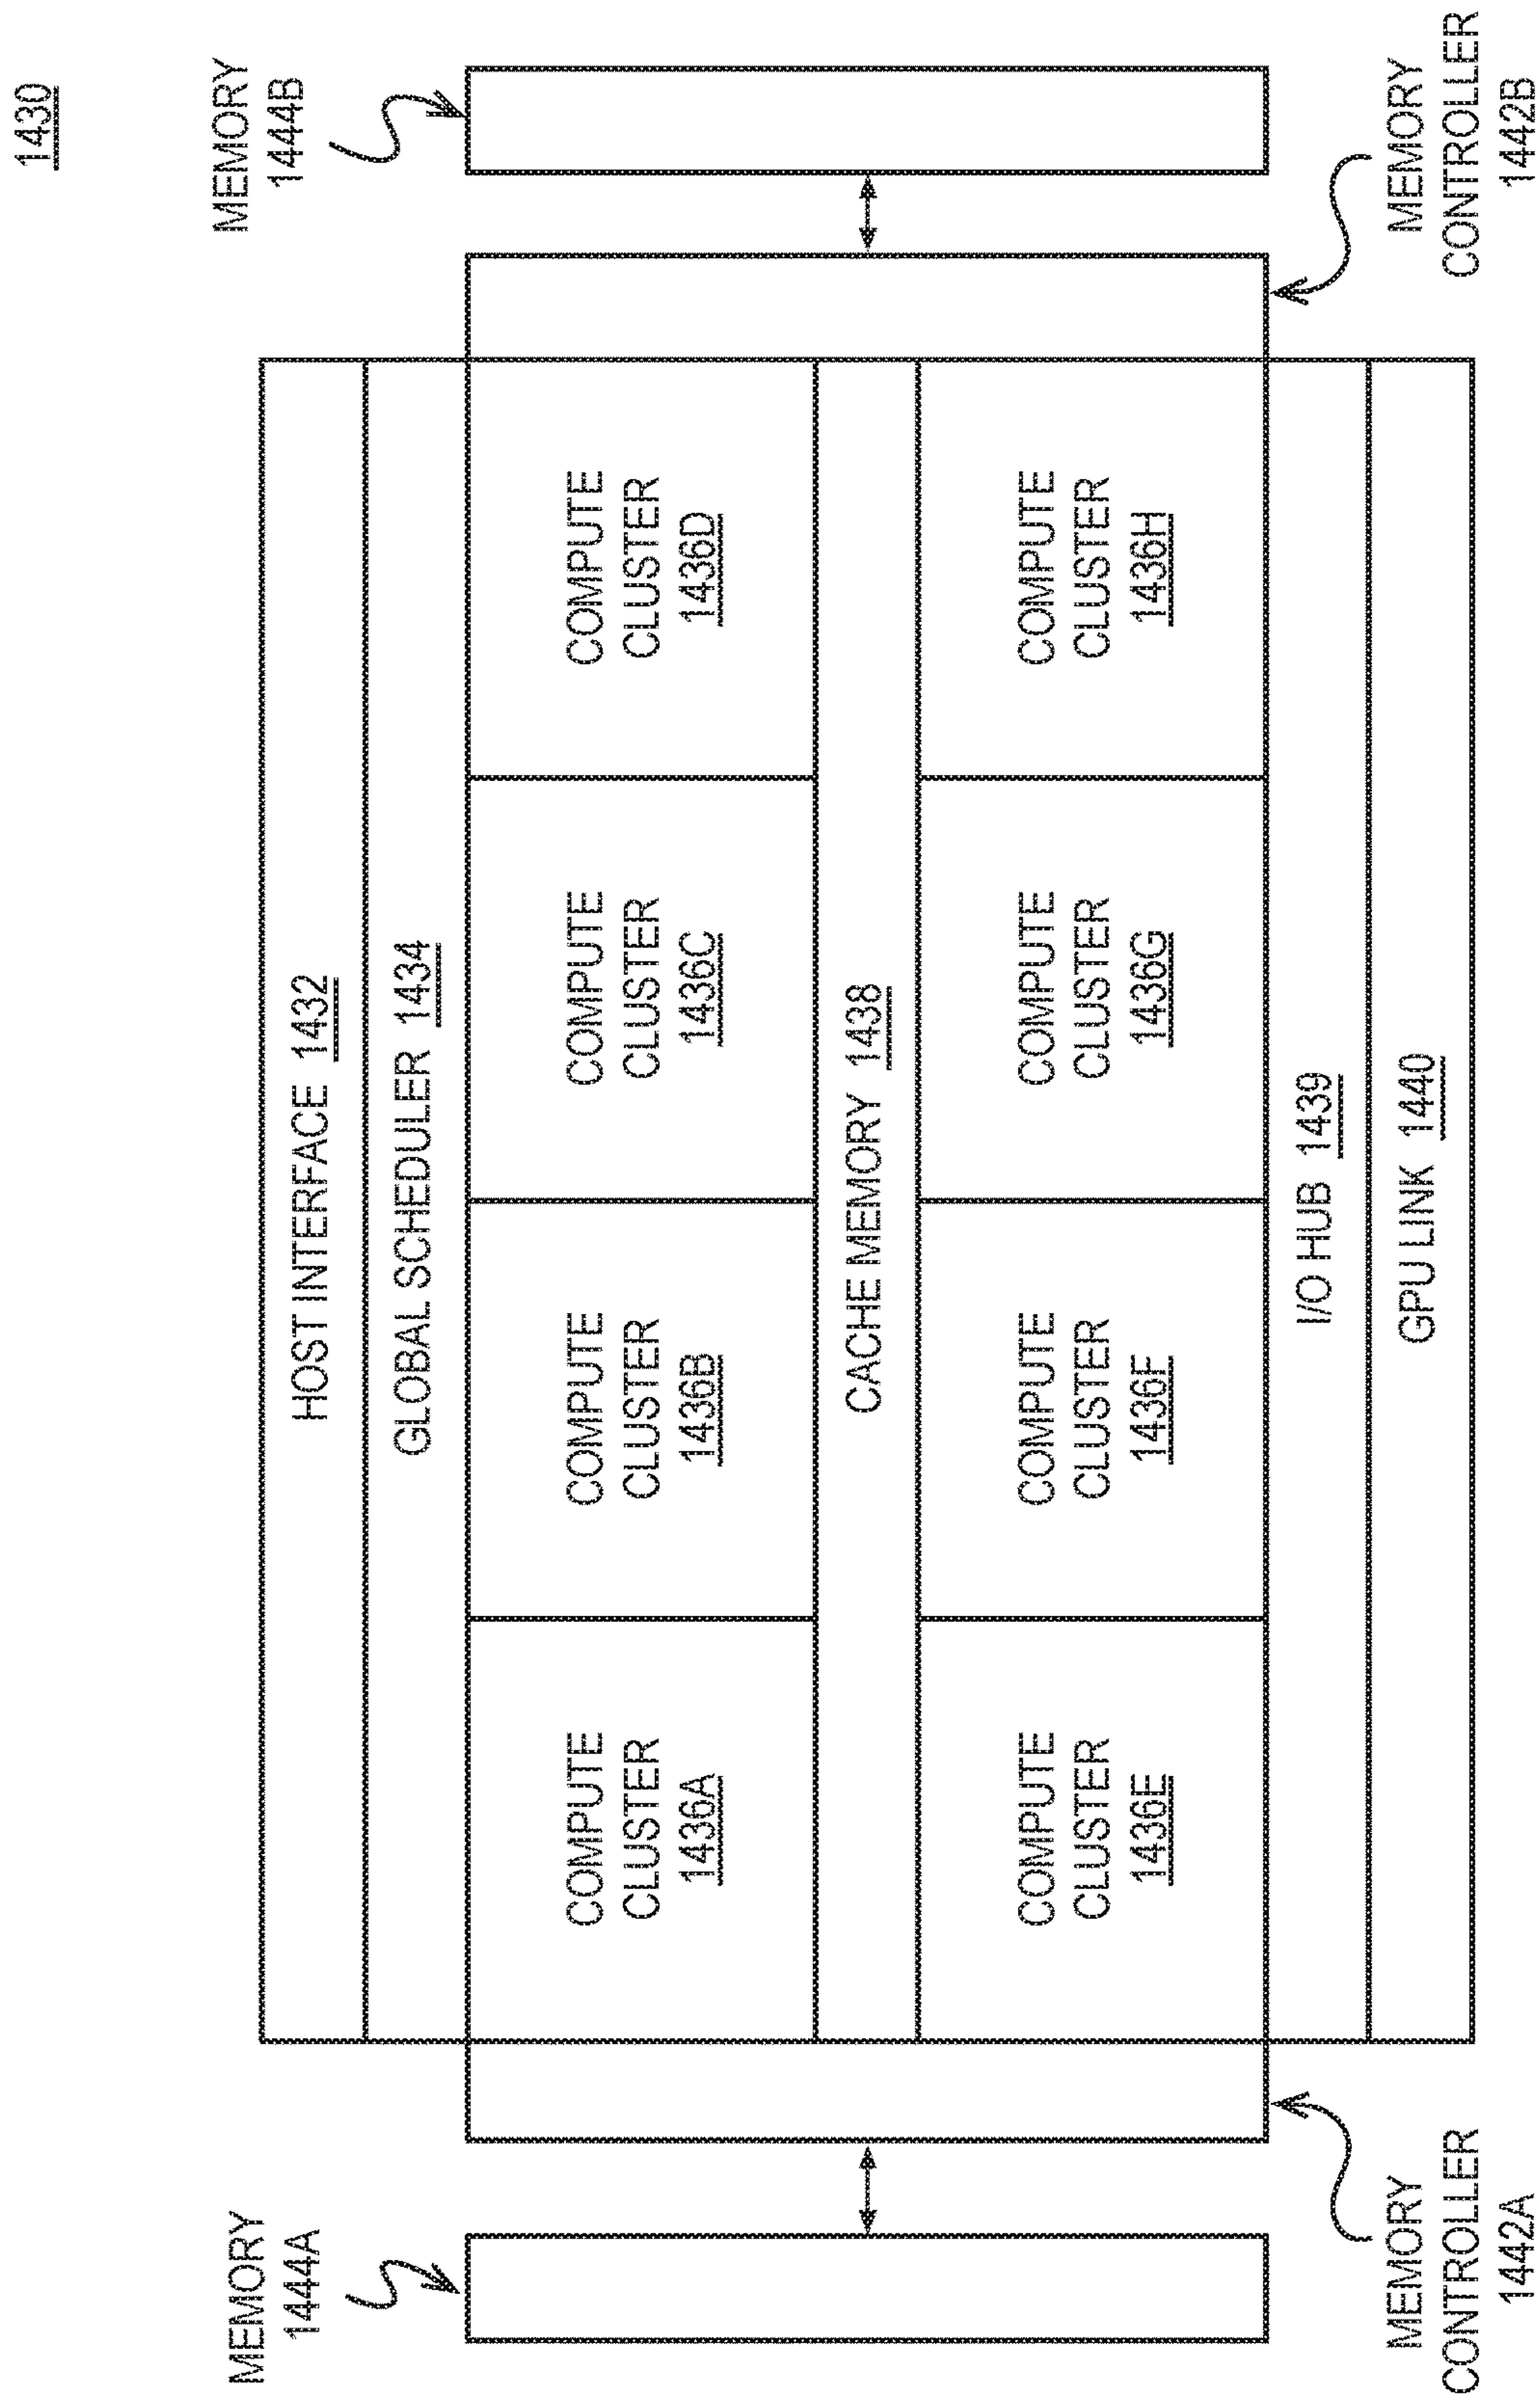 1430
MEMORY
1444A
MEMORY
1444B
HOST INTERFACE 1432
GLOBAL SCHEDULER 1434
COMPUTE
CLUSTER
1436A
COMPUTE
CLUSTER
1436B
COMPUTE
CLUSTER
1436C
COMPUTE
CLUSTER
1436D
CACHE MEMORY 1438
COMPUTE
CLUSTER
1436E
COMPUTE
CLUSTER
1436F
COMPUTE
CLUSTER
1436G
COMPUTE
CLUSTER
1436H
I/O HUB 1439
GPU LINK 1440
MEMORY
CONTROLLER
1442A
MEMORY
CONTROLLER
1442B